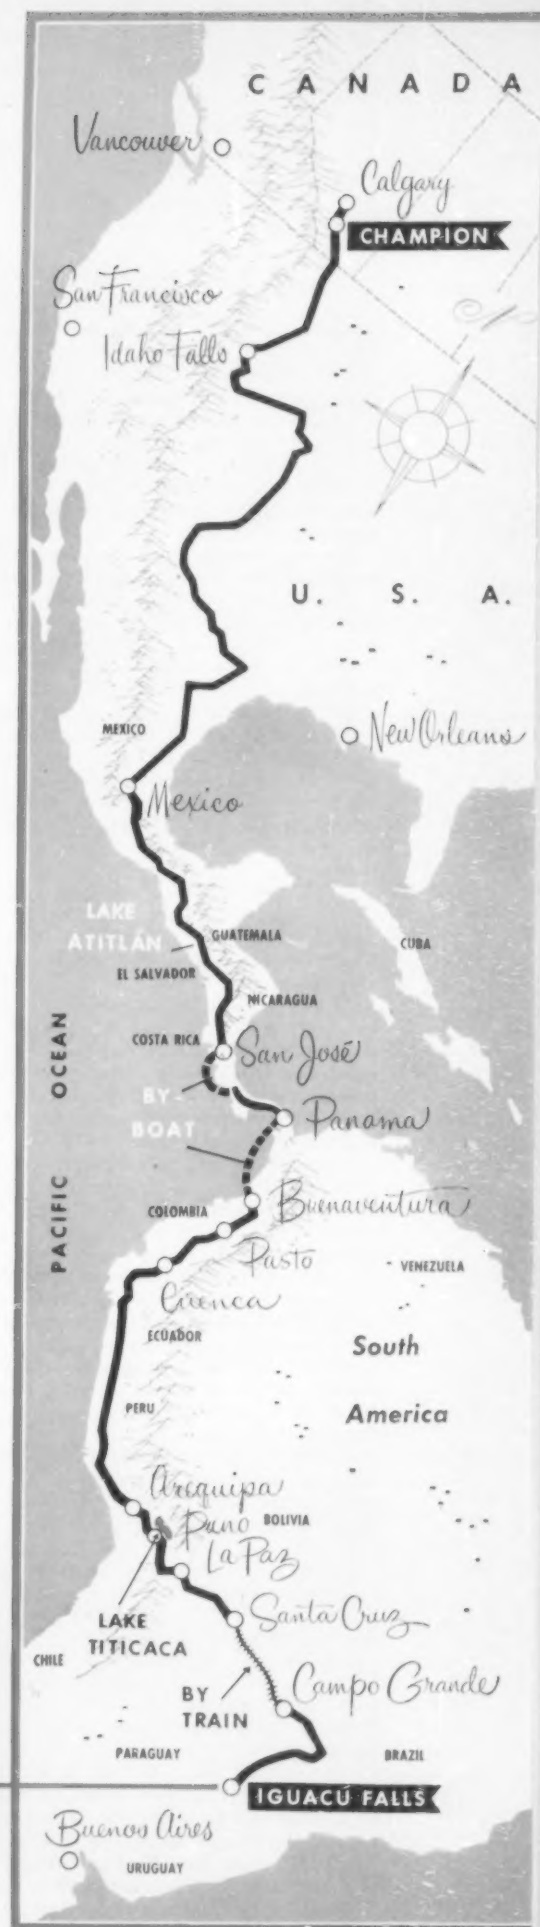 CANADA
Vancouver
Calgary
CHAMPION
San Francisco
Idaho Falls
U. S. A.
MEXICO
New Orleans
Mexico
LAKE
ATITLÁN
GUATEMALA
CUBA
EL SALVADOR
NICARAGUA
PACIFIC OCEAN
COSTA RICA
San José
BY
BOAT
Panama
COLOMBIA
Buenaventura
Pasto
VENEZUELA
Cuenca
ECUADOR
South
America
PERU
Arequipa
Puno
BOLIVIA
La Paz
LAKE
TITICACA
Santa Cruz
CHILE
BY
TRAIN
Campo Grande
PARAGUAY
BRAZIL
IGUACÚ FALLS
Buenos Aires
URUGUAY